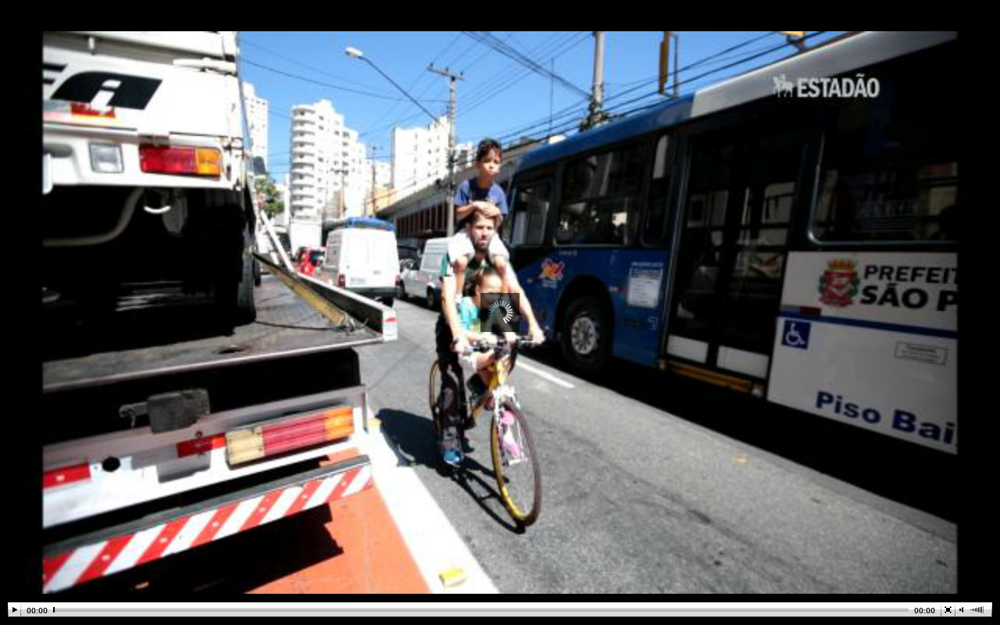 ESTADÃO
PREFEIT
SÃO P
Piso Bai
00:00
00:00